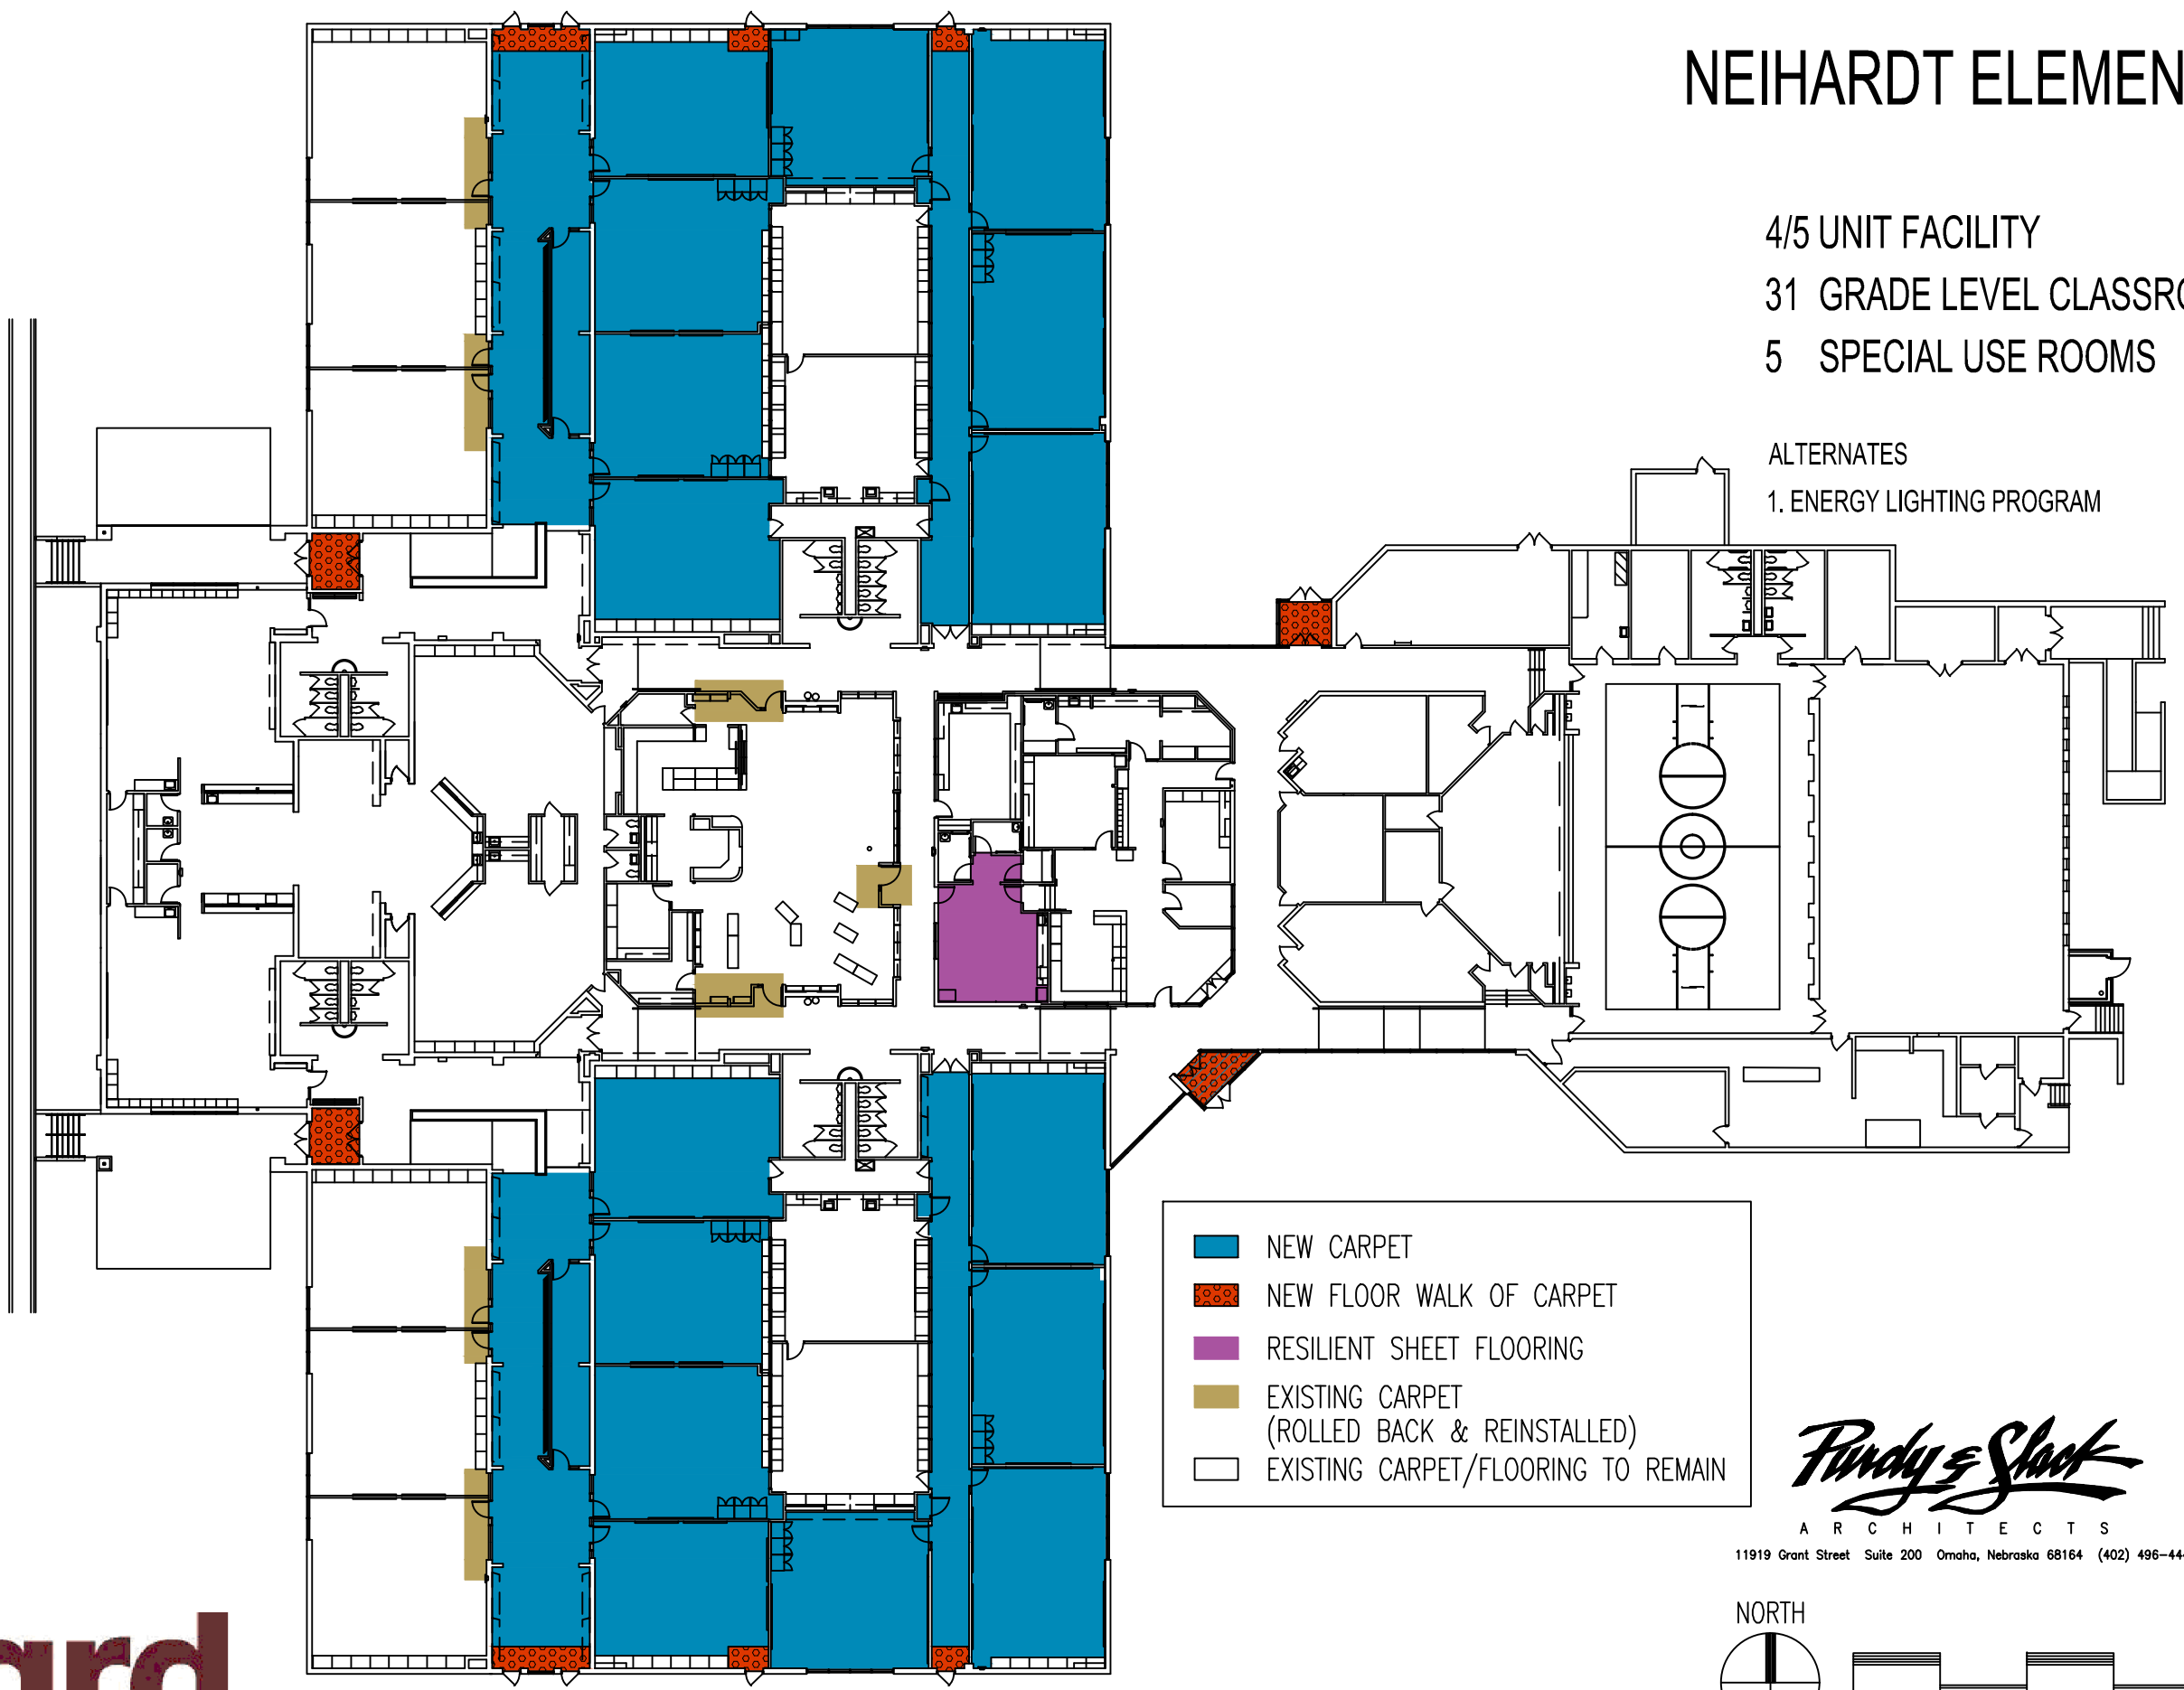 NEIHARDT ELEMEN
4/5 UNIT FACILITY
31 GRADE LEVEL CLASSRO
5 SPECIAL USE ROOMS
ALTERNATES
1. ENERGY LIGHTING PROGRAM
NEW CARPET
NEW FLOOR WALK OF CARPET
RESILIENT SHEET FLOORING
EXISTING CARPET
(ROLLED BACK & REINSTALLED)
EXISTING CARPET/FLOORING TO REMAIN
Purdy & Slack
ARCHITECTS
11919 Grant Street Suite 200 Omaha, Nebraska 68164 (402) 496-44
NORTH
ard